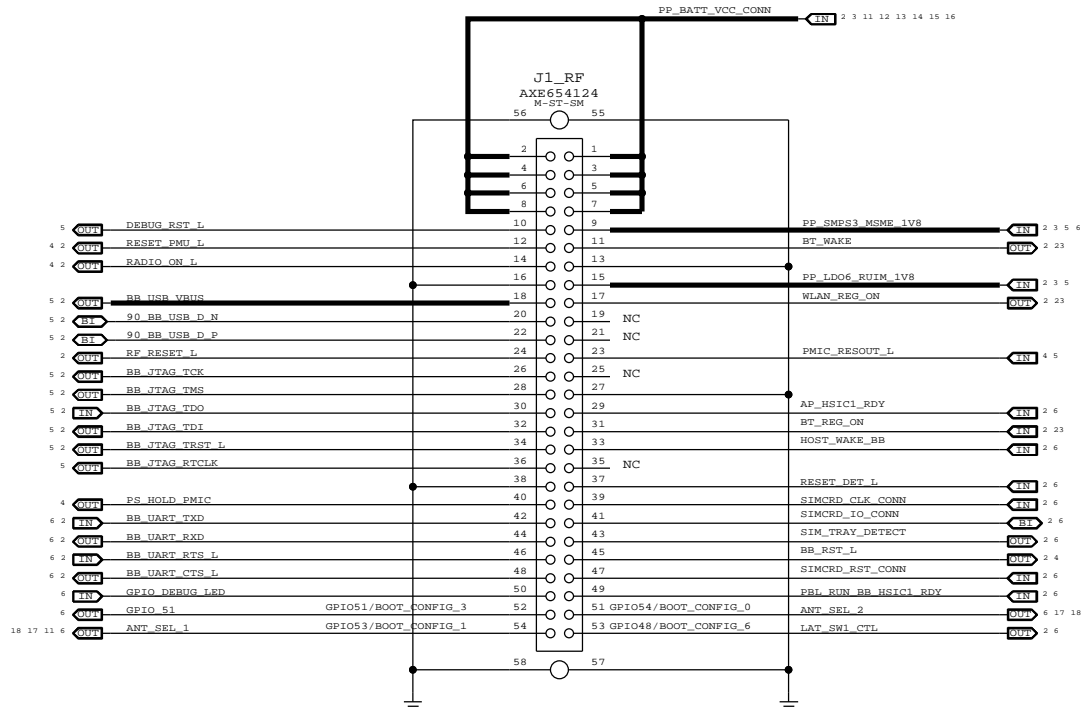 PP_BATT_VCC_CONN
IN 2 3 11 12 13 14 15 16
J1_RF
AXE654124
M-ST-SM
56 55
2 1
4 3
6 5
8 7
5 OUT DEBUG_RST_L 10 9 PP_SMPS3_MSME_1V8 IN 2 3 5 6
4 2 OUT RESET_PMU_L 12 11 BT_WAKE OUT 2 23
4 2 OUT RADIO_ON_L 14 13
16 15 PP_LDO6_RUIM_1V8 IN 2 3 5
5 2 OUT BB_USB_VBUS 18 17 WLAN_REG_ON OUT 2 23
5 2 BI 90_BB_USB_D_N 20 19 NC
5 2 BI 90_BB_USB_D_P 22 21 NC
2 OUT RF_RESET_L 24 23 PMIC_RESOUT_L IN 4 5
5 2 OUT BB_JTAG_TCK 26 25 NC
5 2 OUT BB_JTAG_TMS 28 27
5 2 IN BB_JTAG_TDO 30 29 AP_HSIC1_RDY IN 2 6
5 2 OUT BB_JTAG_TDI 32 31 BT_REG_ON IN 2 23
5 2 OUT BB_JTAG_TRST_L 34 33 HOST_WAKE_BB IN 2 6
5 OUT BB_JTAG_RTCLK 36 35 NC
38 37 RESET_DET_L IN 2 6
4 OUT PS_HOLD_PMIC 40 39 SIMCRD_CLK_CONN IN 2 6
6 2 IN BB_UART_TXD 42 41 SIMCRD_IO_CONN BI 2 6
6 2 OUT BB_UART_RXD 44 43 SIM_TRAY_DETECT OUT 2 6
6 2 IN BB_UART_RTS_L 46 45 BB_RST_L OUT 2 4
6 2 OUT BB_UART_CTS_L 48 47 SIMCRD_RST_CONN IN 2 6
6 IN GPIO_DEBUG_LED 50 49 PBL_RUN_BB_HSIC1_RDY IN 2 6
6 OUT GPIO_51 GPIO51/BOOT_CONFIG_3 52 51 GPIO54/BOOT_CONFIG_0 ANT_SEL_2 OUT 6 17 18
18 17 11 6 OUT ANT_SEL_1 GPIO53/BOOT_CONFIG_1 54 53 GPIO48/BOOT_CONFIG_6 LAT_SW1_CTL OUT 2 6
58 57